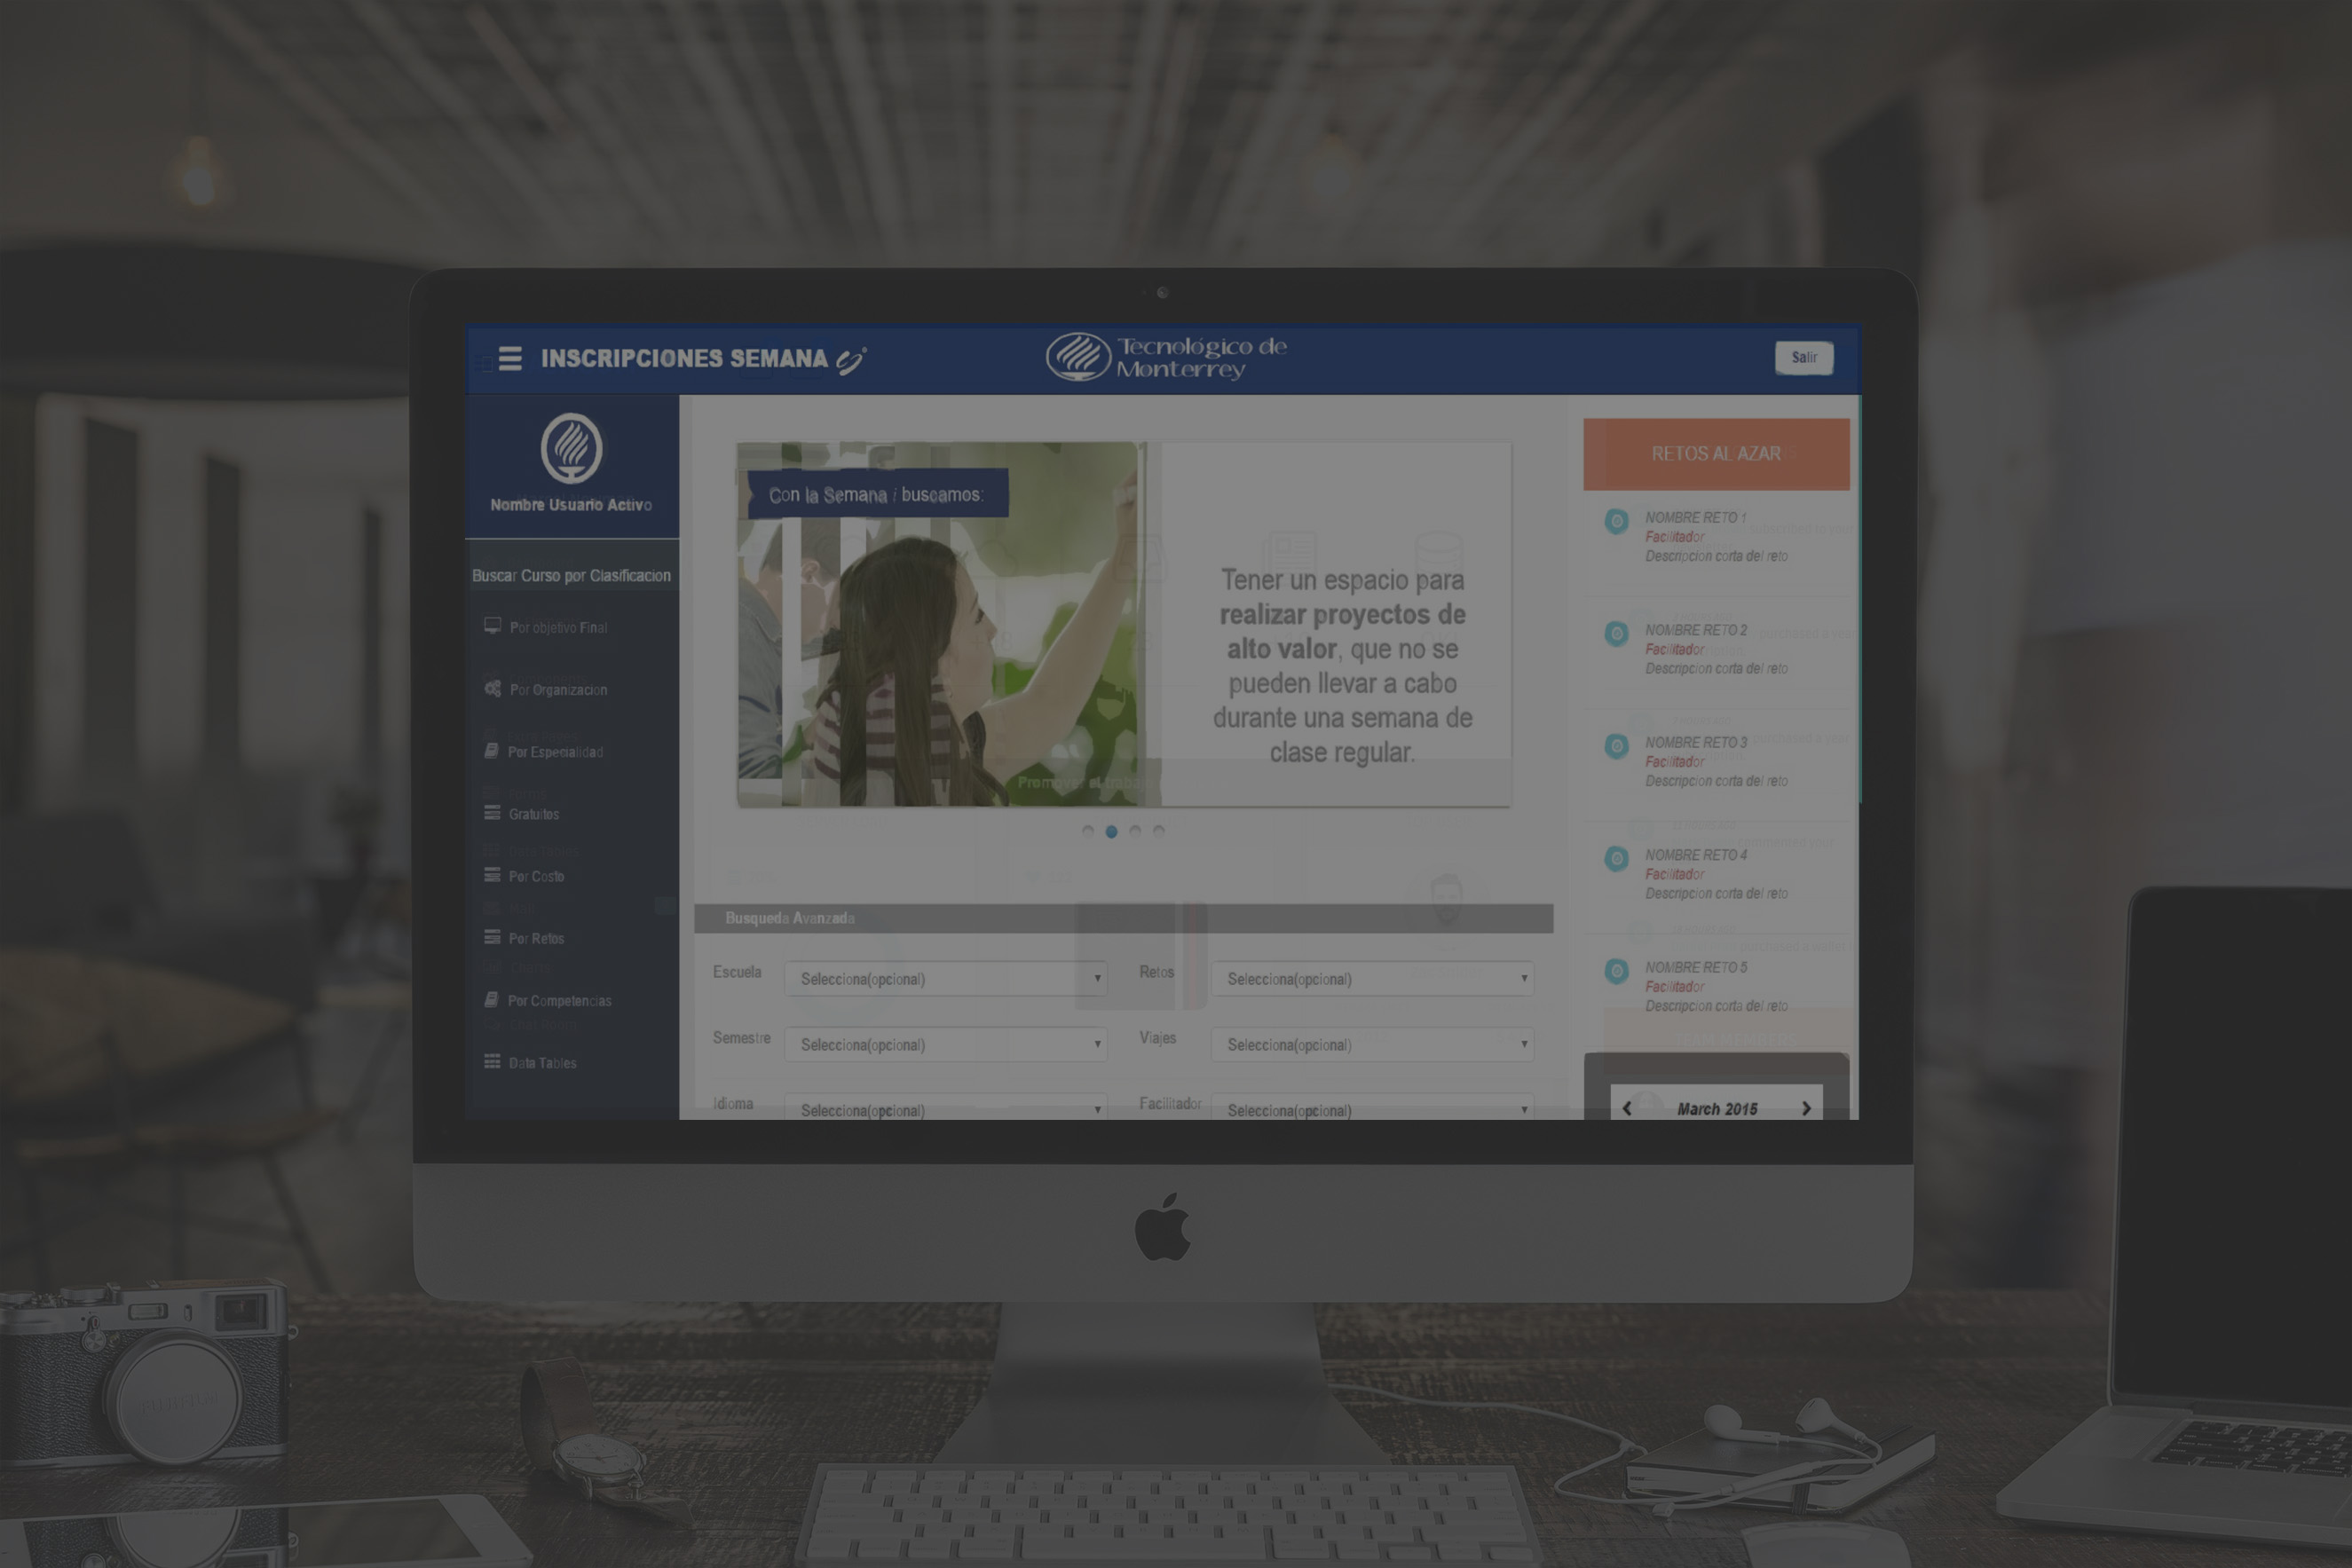 INSCRIPCIONES SEMANA i
Tecnológico de
Monterrey
Salir
Nombre Usuario Activo
Buscar Curso por Clasificacion
Por objetivo Final
Por Organizacion
Por Especialidad
Gratuitos
Por Costo
Por Retos
Por Competencias
Data Tables
Con la Semana i buscamos:
Tener un espacio para
realizar proyectos de
alto valor, que no se
pueden llevar a cabo
durante una semana de
clase regular.
Promover el traba
Busqueda Avanzada
Escuela
Selecciona(opcional)
Retos
Selecciona(opcional)
Semestre
Selecciona(opcional)
Viajes
Selecciona(opcional)
Idioma
Selecciona(opcional)
Facilitador
Selecciona(opcional)
RETOS AL AZAR
NOMBRE RETO 1
Facilitador
Descripcion corta del reto
NOMBRE RETO 2
Facilitador
Descripcion corta del reto
NOMBRE RETO 3
Facilitador
Descripcion corta del reto
NOMBRE RETO 4
Facilitador
Descripcion corta del reto
NOMBRE RETO 5
Facilitador
Descripcion corta del reto
March 2015